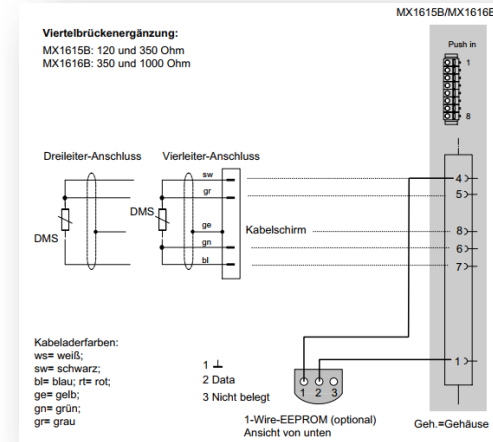 MX1615B/MX1616B
Viertelbrückenergänzung:
MX1615B: 120 und 350 Ohm
MX1616B: 350 und 1000 Ohm
Push in
1
8
Dreileiter-Anschluss
Vierleiter-Anschluss
sw
gr
ge
gn
bl
DMS
DMS
Kabelschirm
4
5
8
6
7
1
Kabeladerfarben:
ws= weiß;
sw= schwarz;
bl= blau; rt= rot;
ge= gelb;
gn= grün;
gr= grau
1 ⊥
2 Data
3 Nicht belegt
1 2 3
1-Wire-EEPROM (optional)
Ansicht von unten
Geh.=Gehäuse